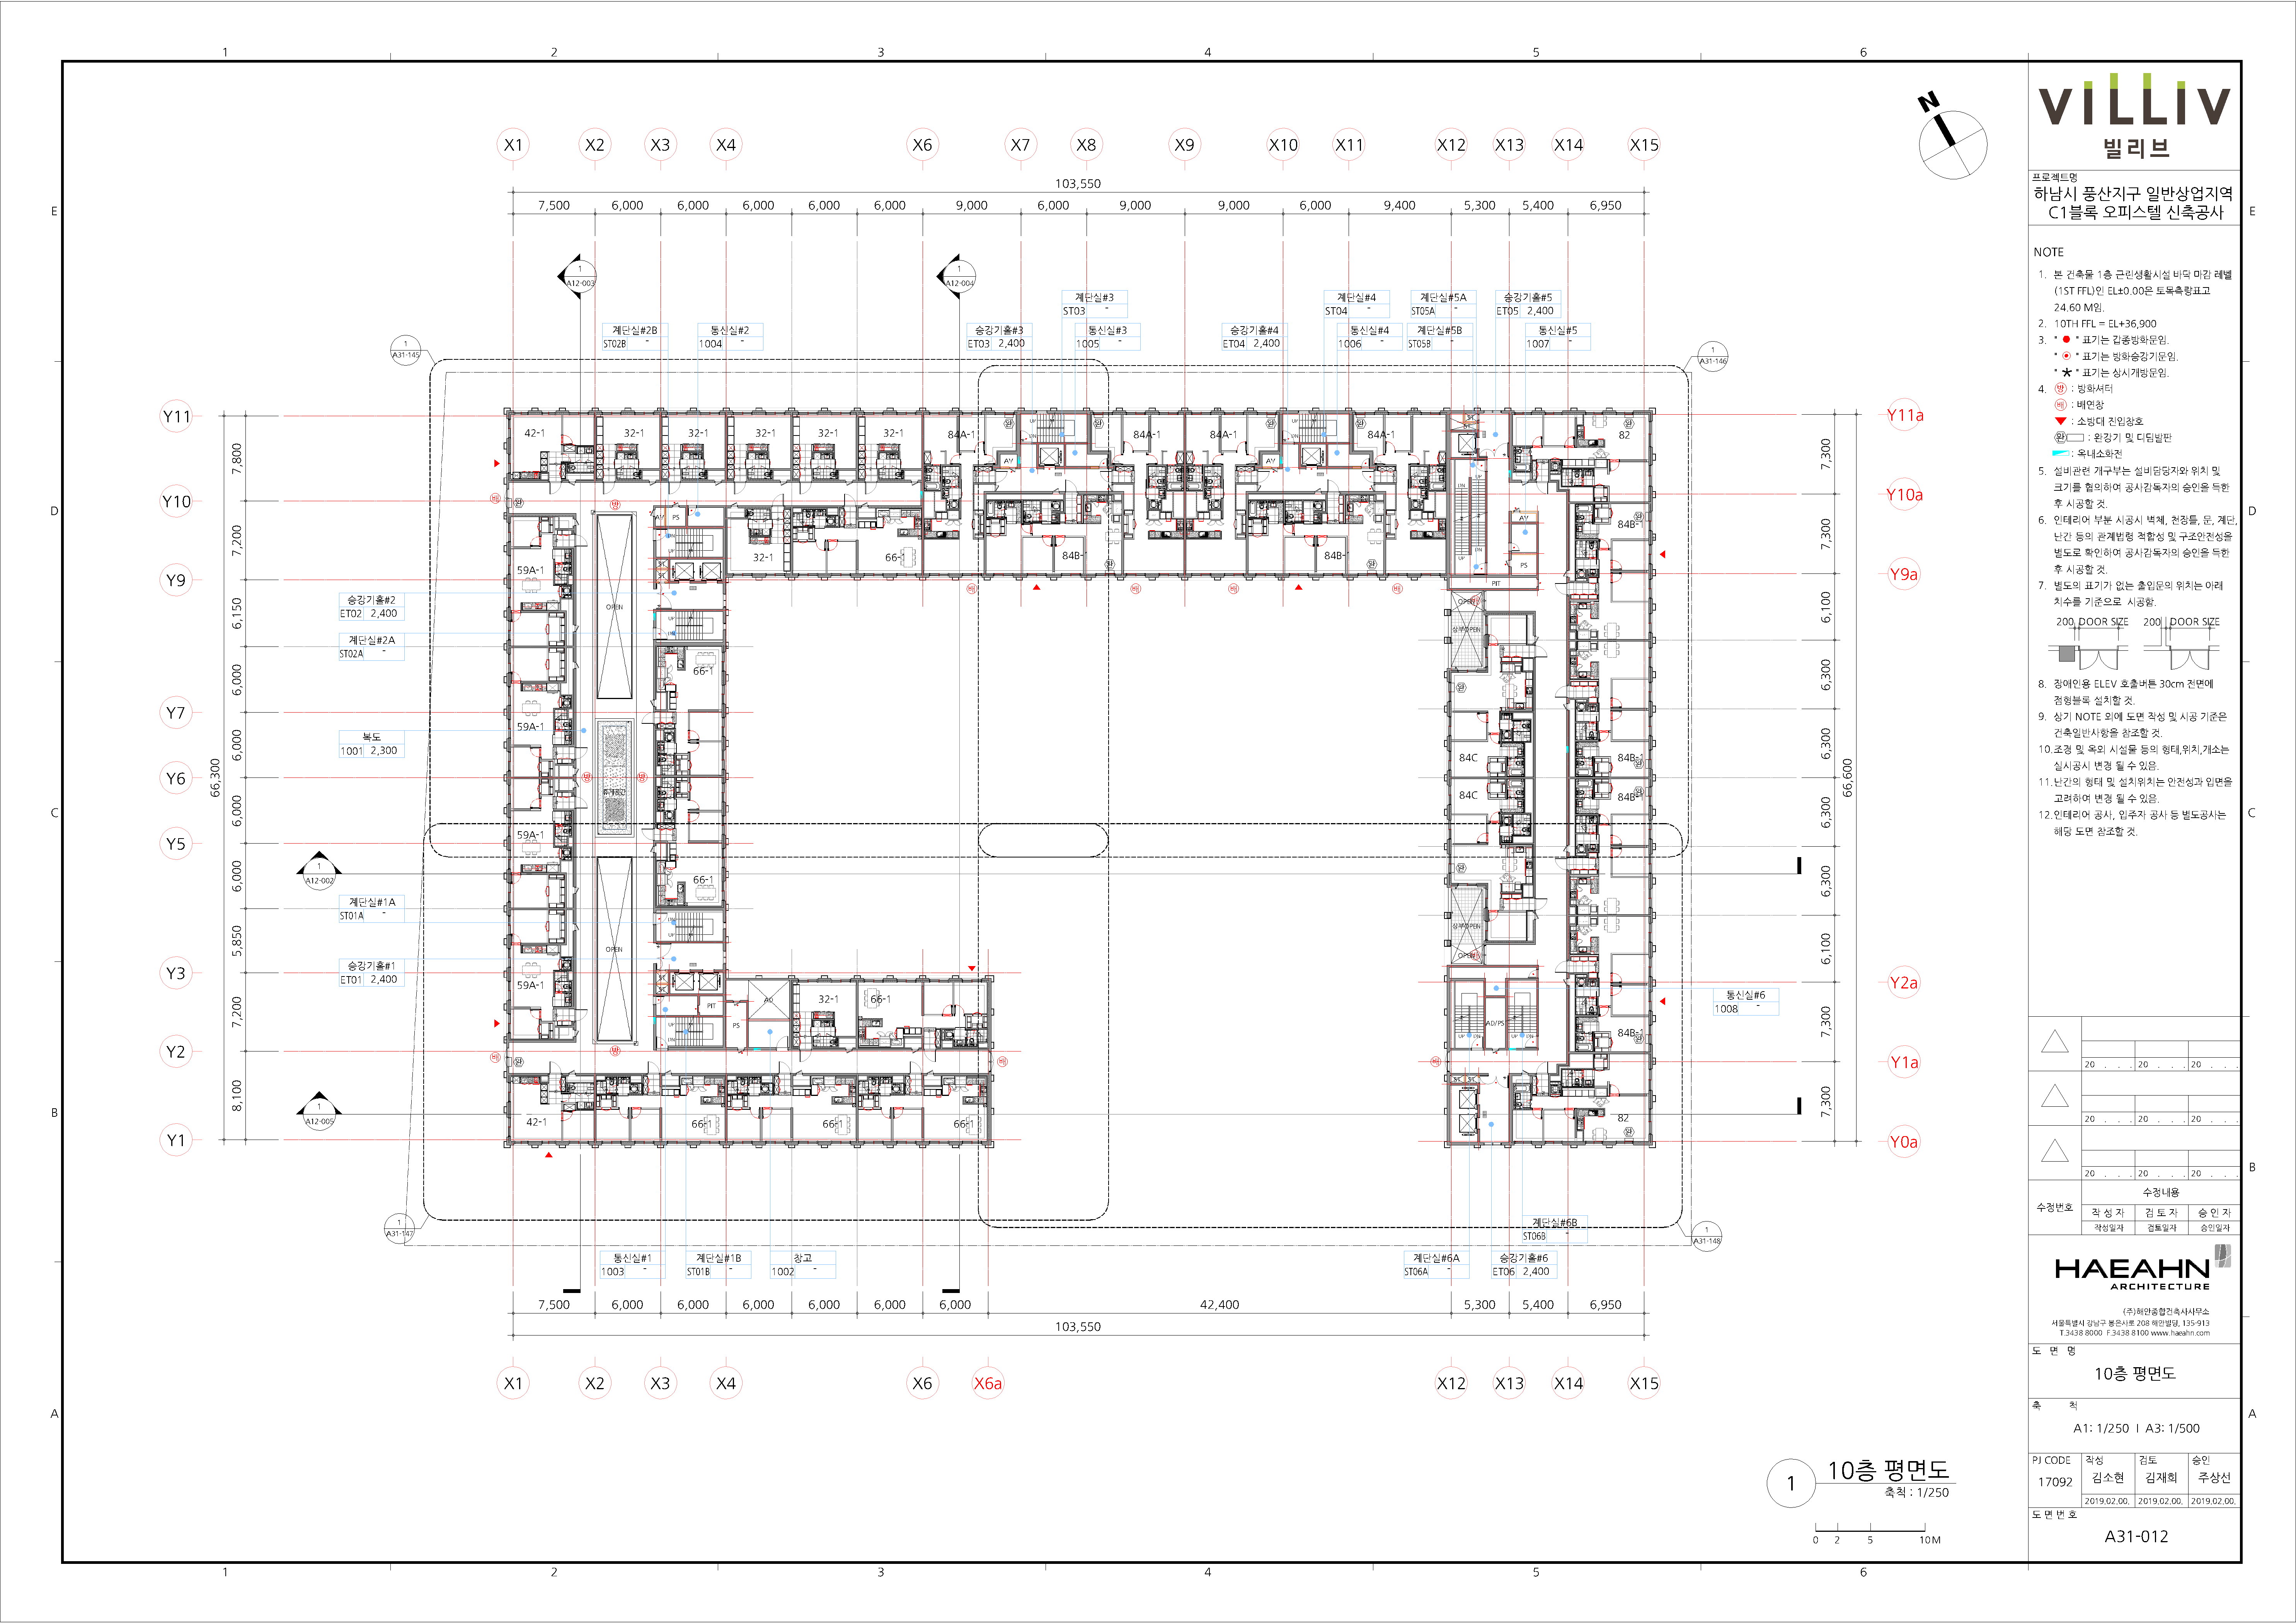 1 2 3 4 5 6
E
D
C
B
A
VILLIV
빌리브
프로젝트명
하남시 풍산지구 일반상업지역
C1블록 오피스텔 신축공사
NOTE
1. 본 건축물 1층 근린생활시설 바닥 마감 레벨
(1ST FFL)인 EL±0.00은 토목측량표고
24.60 M임.
2. 10TH FFL = EL+36,900
3. " " 표기는 갑종방화문임.
" " 표기는 방화승강기문임.
" ★ " 표기는 상시개방문임.
4. 방 : 방화셔터
배 : 배연창
: 소방대 진입창호
완 : 완강기 및 디딤발판
: 옥내소화전
5. 설비관련 개구부는 설비담당자와 위치 및
크기를 협의하여 공사감독자의 승인을 득한
후 시공할 것.
6. 인테리어 부분 시공시 벽체, 천장틀, 문, 계단,
난간 등의 관계법령 적합성 및 구조안전성을
별도로 확인하여 공사감독자의 승인을 득한
후 시공할 것.
7. 별도의 표기가 없는 출입문의 위치는 아래
치수를 기준으로 시공함.
200 DOOR SIZE 200 DOOR SIZE
8. 장애인용 ELEV 호출버튼 30cm 전면에
점형블록 설치할 것.
9. 상기 NOTE 외에 도면 작성 및 시공 기준은
건축일반사항을 참조할 것.
10.조경 및 옥외 시설물 등의 형태,위치,개소는
실시공시 변경 될 수 있음.
11.난간의 형태 및 설치위치는 안전성과 입면을
고려하여 변경 될 수 있음.
12.인테리어 공사, 입주자 공사 등 별도공사는
해당 도면 참조할 것.
N
X1 X2 X3 X4 X6 X7 X8 X9 X10 X11 X12 X13 X14 X15
103,550
7,500 6,000 6,000 6,000 6,000 6,000 9,000 6,000 9,000 9,000 6,000 9,400 5,300 5,400 6,950
1
A12-003
1
A12-004
계단실#3
ST03 -
계단실#4
ST04 -
계단실#5A
ST05A -
승강기홀#5
ET05 2,400
계단실#2B
ST02B -
통신실#2
1004 -
승강기홀#3
ET03 2,400
통신실#3
1005 -
승강기홀#4
ET04 2,400
통신실#4
1006 -
계단실#5B
ST05B -
통신실#5
1007 -
1
A31-145
1
A31-146
Y11
Y10
Y9
Y7
Y6
Y5
Y3
Y2
Y1
7,800
7,200
6,150
6,000
6,000
6,000
6,000
5,850
7,200
8,100
66,300
Y11a
Y10a
Y9a
Y2a
Y1a
Y0a
7,300
7,300
6,100
6,300
6,300
6,300
6,300
6,100
7,300
7,300
66,600
42-1 32-1 32-1 32-1 32-1 32-1 84A-1 84A-1 84A-1 84A-1 82
32-1 66-1 84B-1 84B-1 84B-1
AV PS
PIT
59A-1
59A-1
59A-1
59A-1
OPEN
OPEN
66-1
66-1
OPEN
상부OPEN
84C
84C
84B-1
84B-1
상부OPEN
OPEN
84B-1
82
AD/PS
PIT
PS
AD
32-1 66-1
42-1 66-1 66-1 66-1
승강기홀#2
ET02 2,400
계단실#2A
ST02A -
복도
1001 2,300
1
A12-002
계단실#1A
ST01A -
승강기홀#1
ET01 2,400
1
A12-005
통신실#6
1008 -
1
A31-147
1
A31-148
계단실#6B
ST06B -
통신실#1
1003 -
계단실#1B
ST01B -
창고
1002 -
계단실#6A
ST06A -
승강기홀#6
ET06 2,400
7,500 6,000 6,000 6,000 6,000 6,000 6,000 42,400 5,300 5,400 6,950
103,550
X1 X2 X3 X4 X6 X6a X12 X13 X14 X15
1 10층 평면도
축척 : 1/250
0 2 5 10M
20 . . . 20 . . . 20 . . .
20 . . . 20 . . . 20 . . .
20 . . . 20 . . . 20 . . .
수정번호
수정내용
작 성 자 검 토 자 승 인 자
작성일자 검토일자 승인일자
HAEAHN
ARCHITECTURE
(주)해안종합건축사사무소
서울특별시 강남구 봉은사로 208 해안빌딩, 135-913
T.3438 8000 F.3438 8100 www.haeahn.com
도 면 명
10층 평면도
축 척
A1: 1/250 I A3: 1/500
PJ CODE 작성 검토 승인
17092 김소현 김재희 주상선
2019.02.00. 2019.02.00. 2019.02.00.
도 면 번 호
A31-012
1 2 3 4 5 6